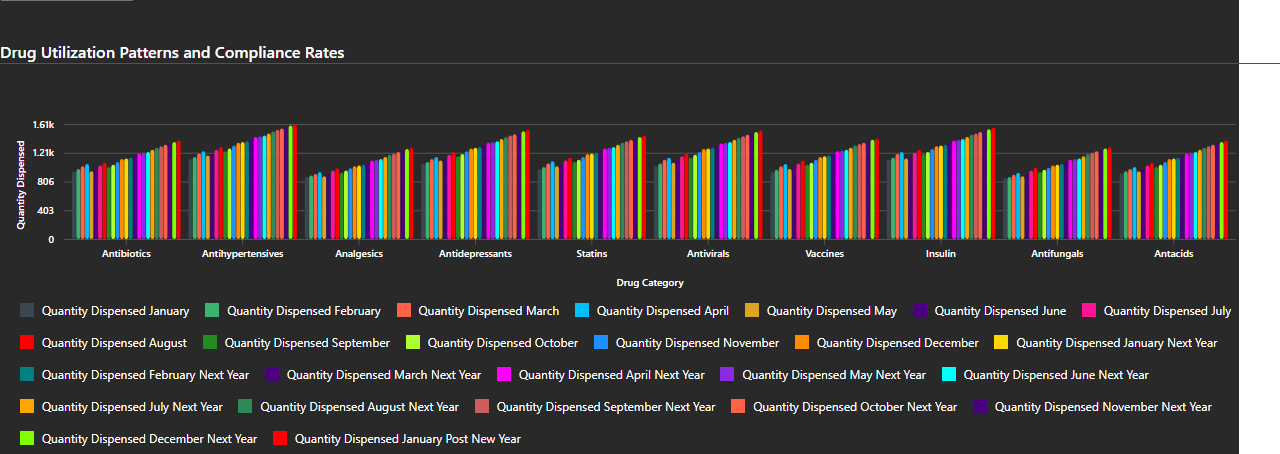 Drug Utilization Patterns and Compliance Rates
1.61k
1.21k
806
403
0
Quantity Dispensed
Antibiotics Antihypertensives Analgesics Antidepressants Statins Antivirals Vaccines Insulin Antifungals Antacids
Drug Category
Quantity Dispensed January Quantity Dispensed February Quantity Dispensed March Quantity Dispensed April Quantity Dispensed May Quantity Dispensed June Quantity Dispensed July
Quantity Dispensed August Quantity Dispensed September Quantity Dispensed October Quantity Dispensed November Quantity Dispensed December Quantity Dispensed January Next Year
Quantity Dispensed February Next Year Quantity Dispensed March Next Year Quantity Dispensed April Next Year Quantity Dispensed May Next Year Quantity Dispensed June Next Year
Quantity Dispensed July Next Year Quantity Dispensed August Next Year Quantity Dispensed September Next Year Quantity Dispensed October Next Year Quantity Dispensed November Next Year
Quantity Dispensed December Next Year Quantity Dispensed January Post New Year